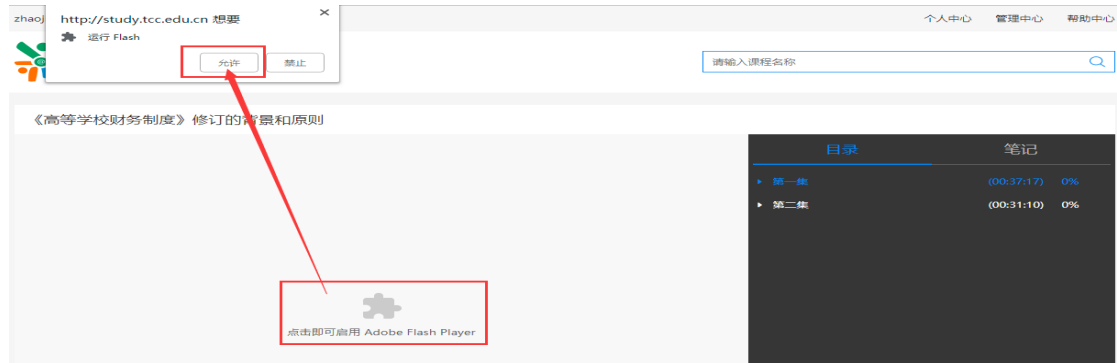 zhaoj
个人中心 管理中心 帮助中心
http://study.tcc.edu.cn 想要
×
运行 Flash
允许 禁止
请输入课程名称
《高等学校财务制度》修订的背景和原则
目录 笔记
第一集 (00:37:17) 0%
第二集 (00:31:10) 0%
点击即可启用 Adobe Flash Player